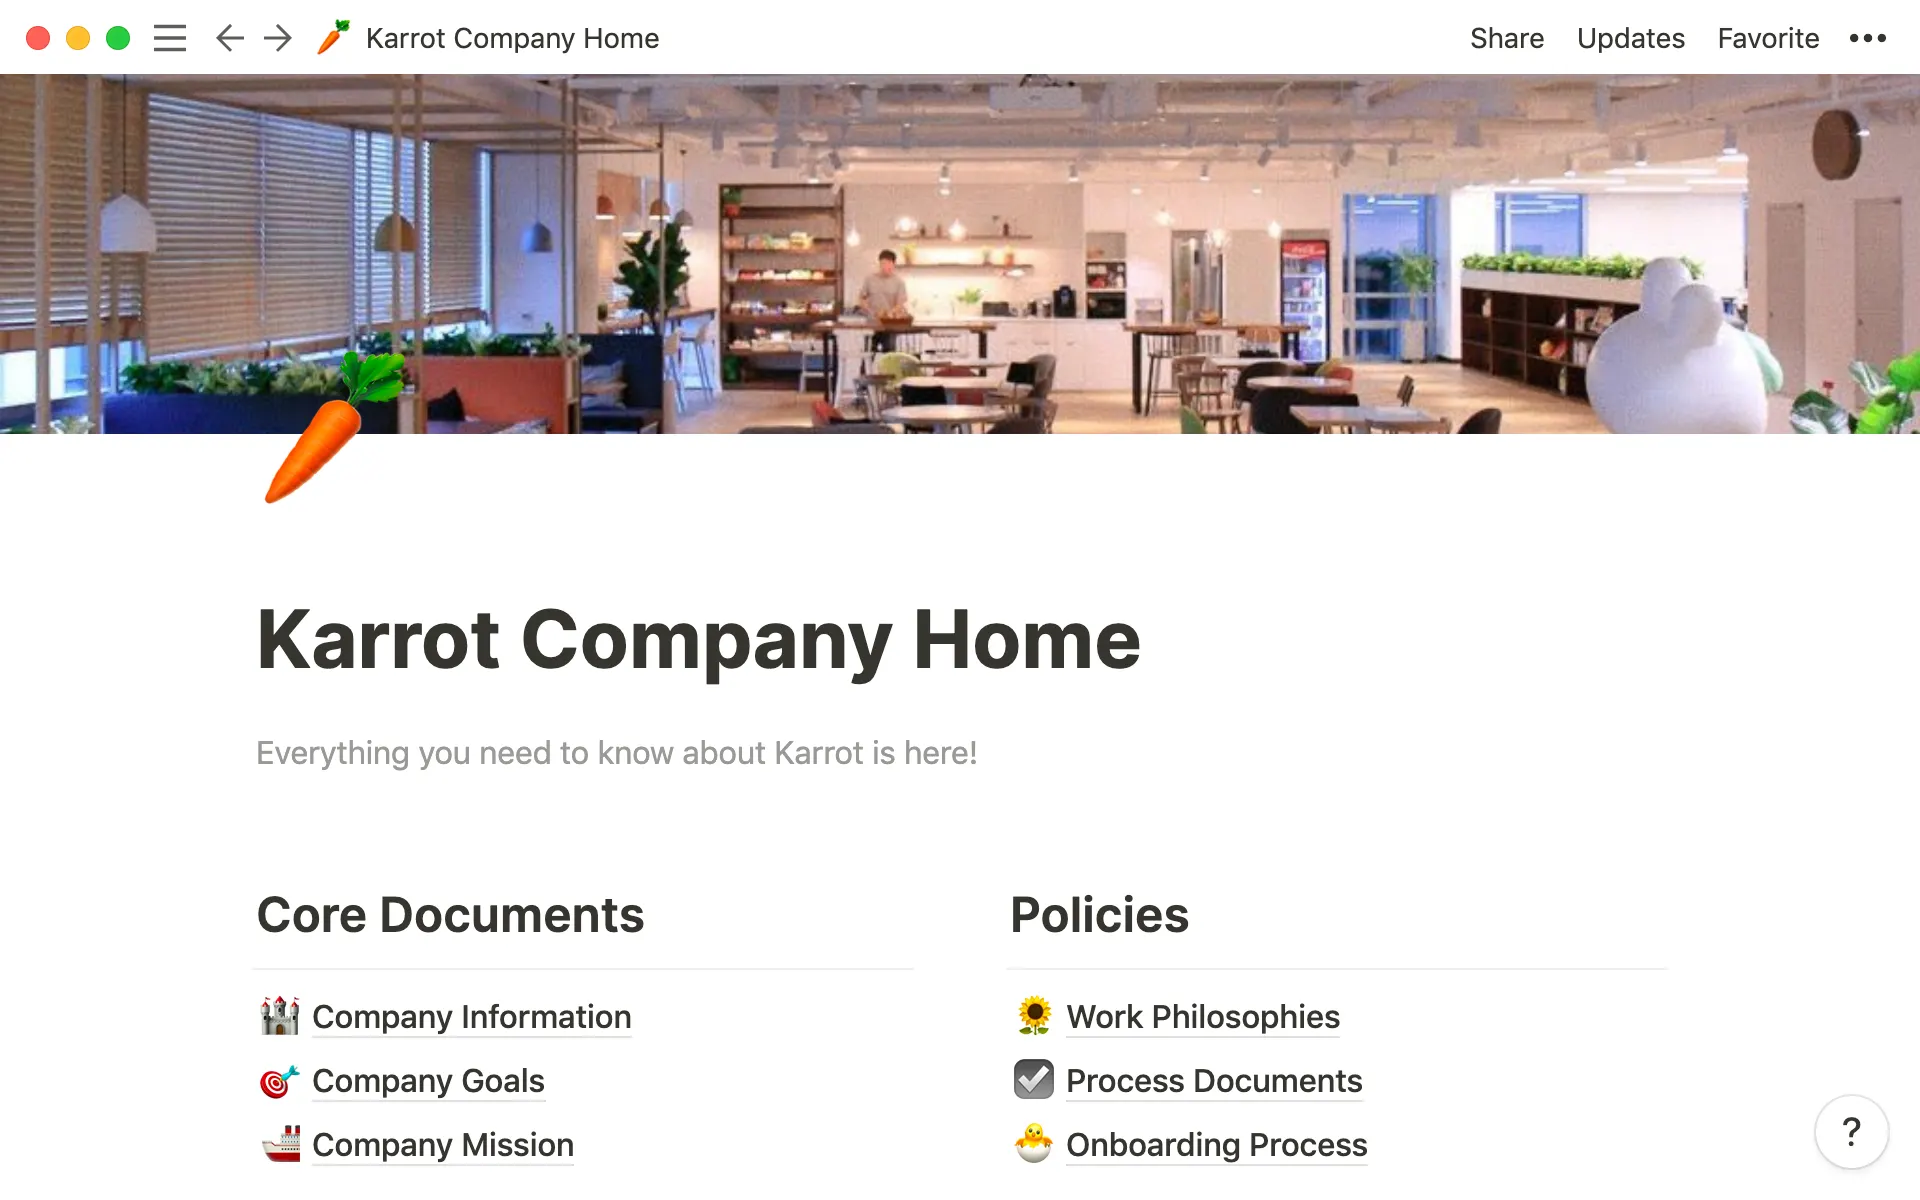 Karrot Company Home
Share Updates Favorite
Karrot Company Home
Everything you need to know about Karrot is here!
Core Documents
Company Information
Company Goals
Company Mission
Policies
Work Philosophies
Process Documents
Onboarding Process
?